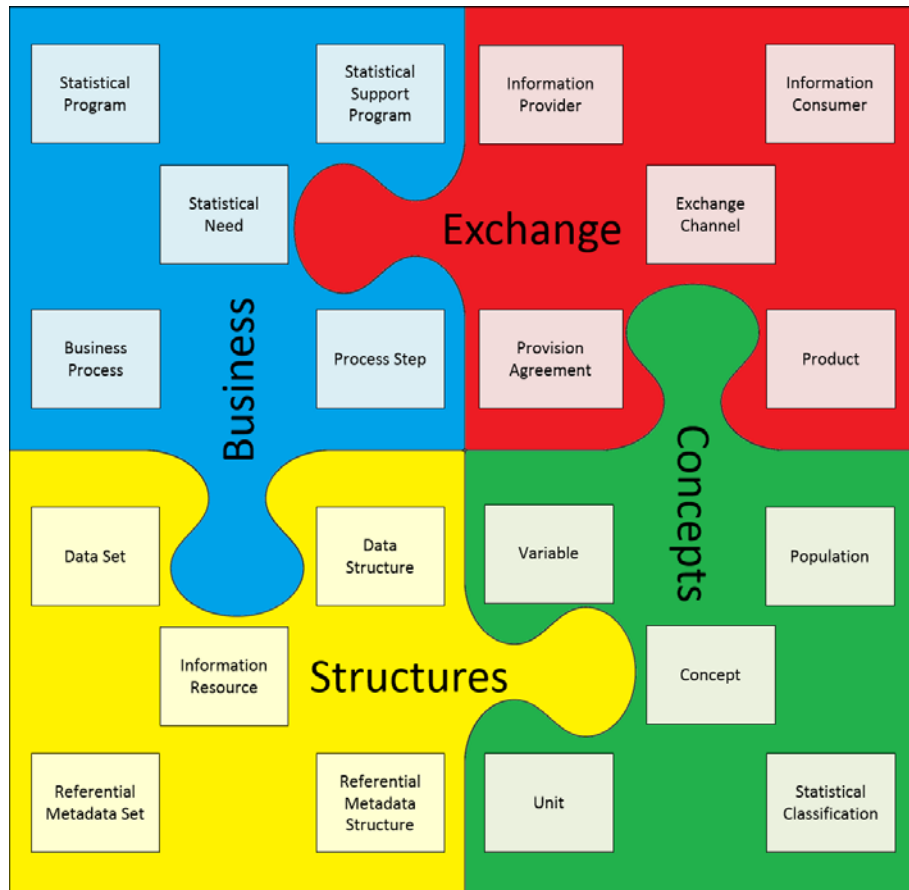 Statistical
Program
Statistical
Support
Program
Statistical
Need
Business
Process
Process Step
Business
Information
Provider
Information
Consumer
Exchange
Channel
Exchange
Provision
Agreement
Product
Data Set
Data
Structure
Information
Resource
Structures
Referential
Metadata Set
Referential
Metadata
Structure
Concepts
Variable
Population
Concept
Unit
Statistical
Classification